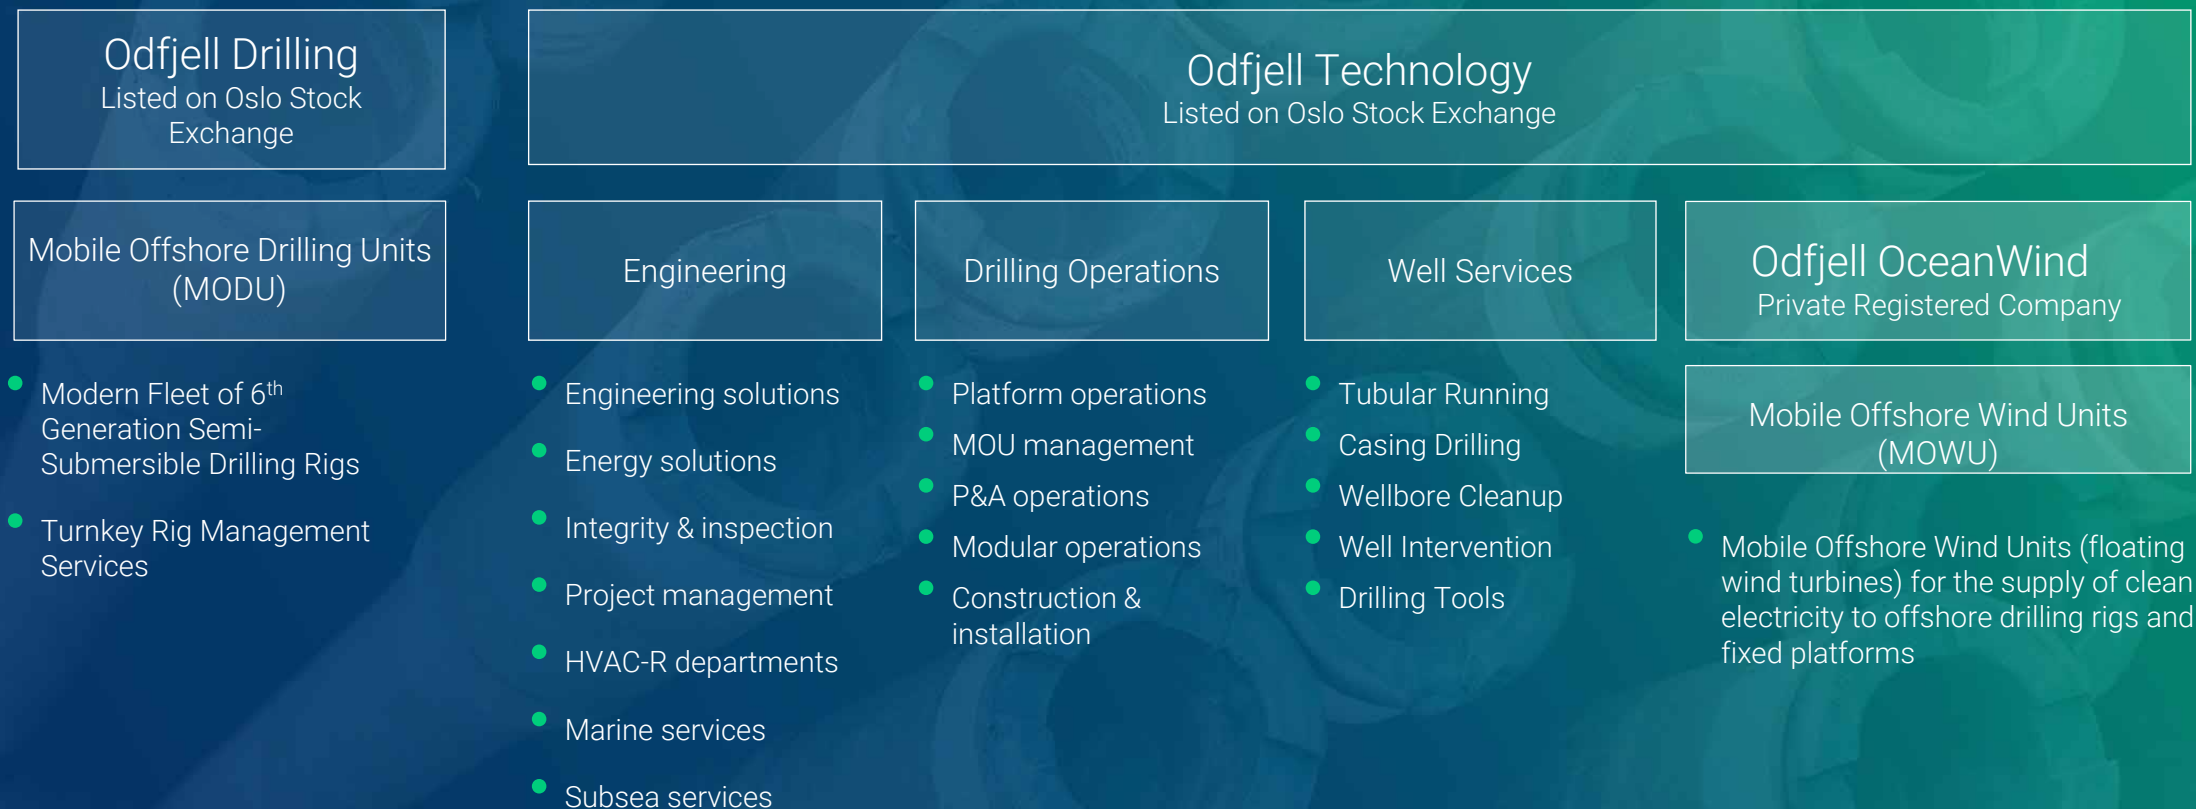 Odfjell Drilling
Listed on Oslo Stock
Exchange
Mobile Offshore Drilling Units
(MODU)
Modern Fleet of 6th
Generation Semi-
Submersible Drilling Rigs
Turnkey Rig Management
Services
Odfjell Technology
Listed on Oslo Stock Exchange
Engineering
Engineering solutions
Energy solutions
Integrity & inspection
Project management
HVAC-R departments
Marine services
Subsea services
Drilling Operations
Platform operations
MOU management
P&A operations
Modular operations
Construction &
installation
Well Services
Tubular Running
Casing Drilling
Wellbore Cleanup
Well Intervention
Drilling Tools
Odfjell OceanWind
Private Registered Company
Mobile Offshore Wind Units
(MOWU)
Mobile Offshore Wind Units (floating
wind turbines) for the supply of clean
electricity to offshore drilling rigs and
fixed platforms